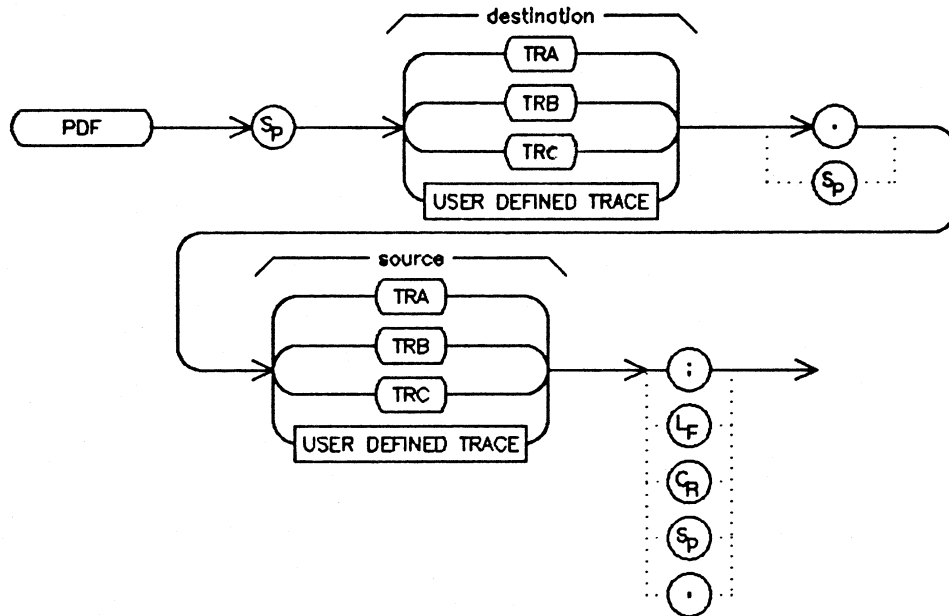 destination
TRA
PDF
Sp
TRB
.
TRC
Sp
USER DEFINED TRACE
source
TRA
TRB
;
TRC
LF
USER DEFINED TRACE
CR
Sp
.